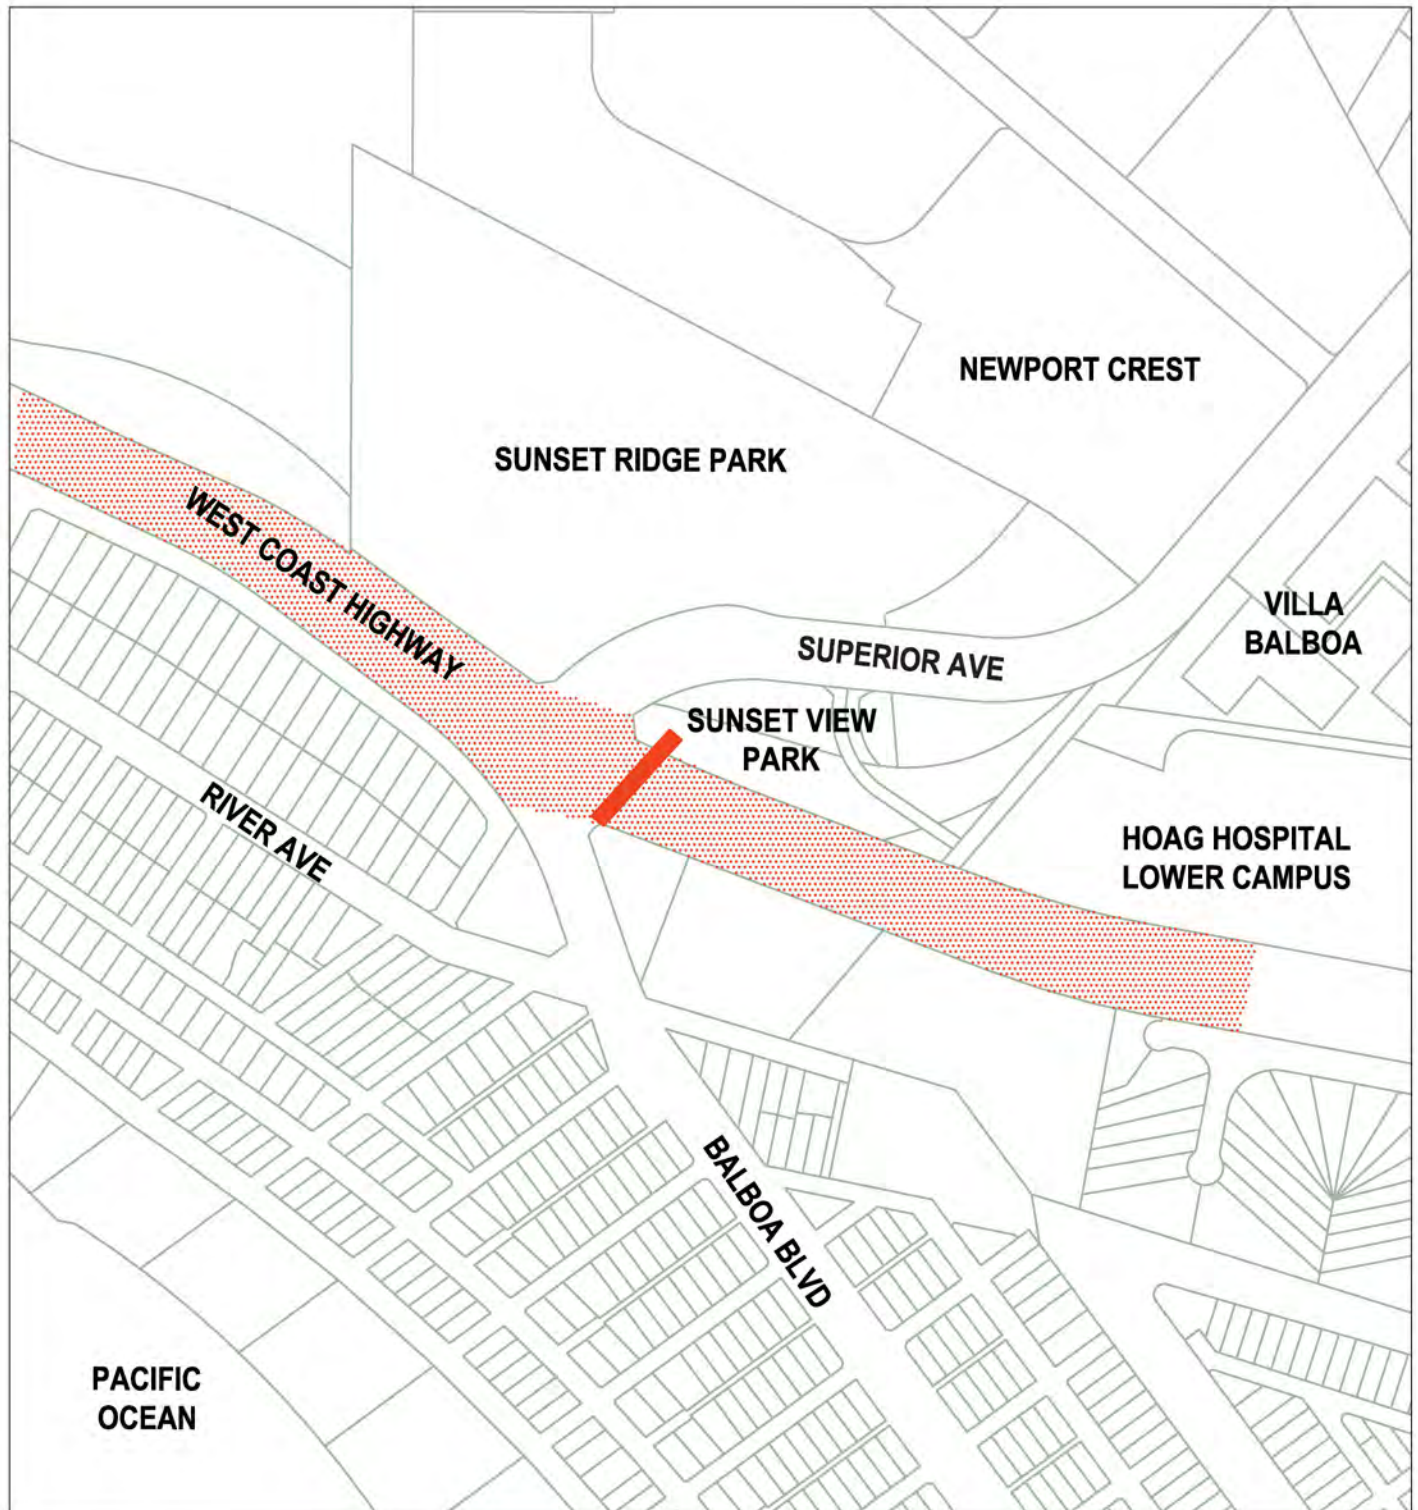 NEWPORT CREST
SUNSET RIDGE PARK
WEST COAST HIGHWAY
VILLA
BALBOA
SUPERIOR AVE
SUNSET VIEW
PARK
RIVER AVE
HOAG HOSPITAL
LOWER CAMPUS
BALBOA BLVD
PACIFIC
OCEAN